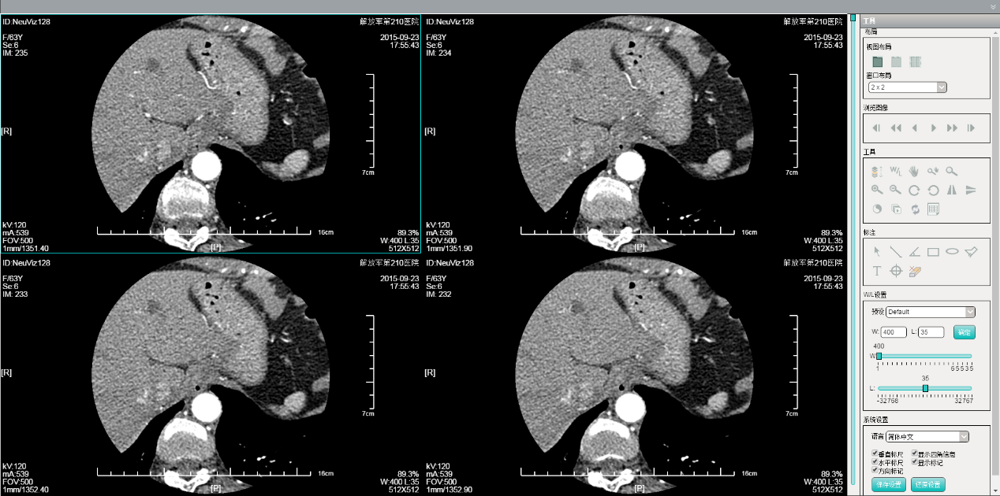 ID:NeuViz128
解放军第210医院
F/63Y
2015-09-23
Se:6
17:55:43
IM: 235
[R]
7cm
kV:120
mA:539
89.3%
16cm
FOV:500
W:400 L:35
1mm/1351.40
[P]
512X512
ID:NeuViz128
解放军第210医院
F/63Y
2015-09-23
Se:6
17:55:43
IM: 234
[R]
7cm
kV:120
mA:539
89.3%
16cm
FOV:500
W:400 L:35
1mm/1351.90
[P]
512X512
ID:NeuViz128
解放军第210医院
F/63Y
2015-09-23
Se:6
17:55:43
IM: 233
[R]
7cm
kV:120
mA:539
89.3%
16cm
FOV:500
W:400 L:35
1mm/1352.40
[P]
512X512
ID:NeuViz128
解放军第210医院
F/63Y
2015-09-23
Se:6
17:55:43
IM: 232
[R]
7cm
kV:120
mA:539
89.3%
16cm
FOV:500
W:400 L:35
1mm/1352.90
[P]
512X512
工具
布局
视图布局
窗口布局
2 x 2
浏览图像
工具
W/L
标注
T
W/L设置
预设 Default
W: 400 L: 35 确定
400
W
1 65535
35
L:
-32768 32767
系统设置
语言 简体中文
垂直标尺 显示四角信息
水平标尺 显示标记
方向标记
保存设置 还原设置